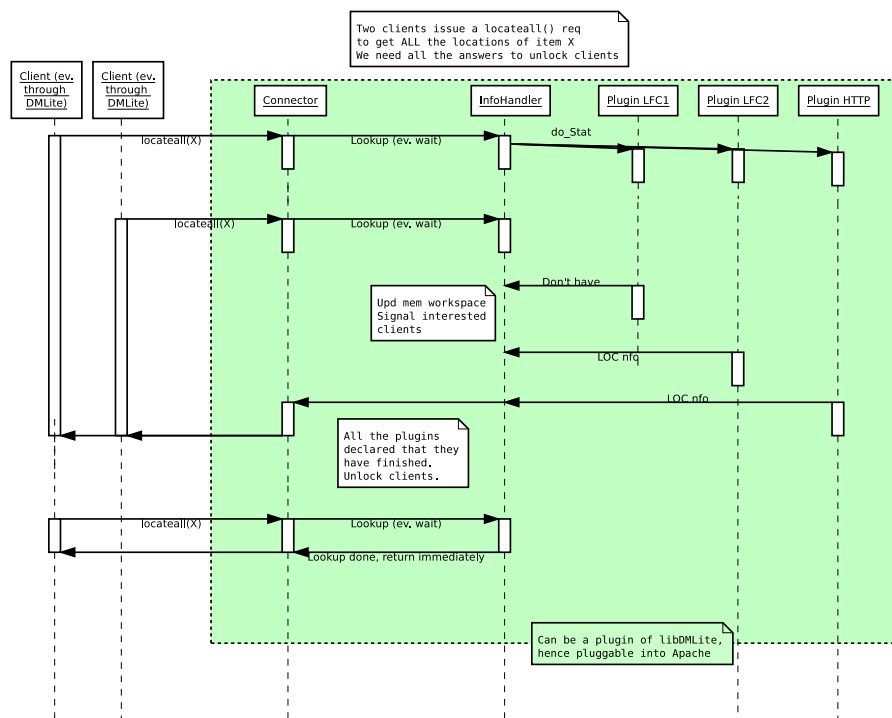 Two clients issue a locateall() req
to get ALL the locations of item X
We need all the answers to unlock clients
Client (ev.
through
DMLite)
Client (ev.
through
DMLite)
Connector
InfoHandler
Plugin LFC1
Plugin LFC2
Plugin HTTP
locateall(X)
Lookup (ev. wait)
do_Stat
locateall(X)
Lookup (ev. wait)
Don't have
Upd mem workspace
Signal interested
clients
LOC nfo
LOC nfo
All the plugins
declared that they
have finished.
Unlock clients.
locateall(X)
Lookup (ev. wait)
Lookup done, return immediately
Can be a plugin of libDMLite,
hence pluggable into Apache